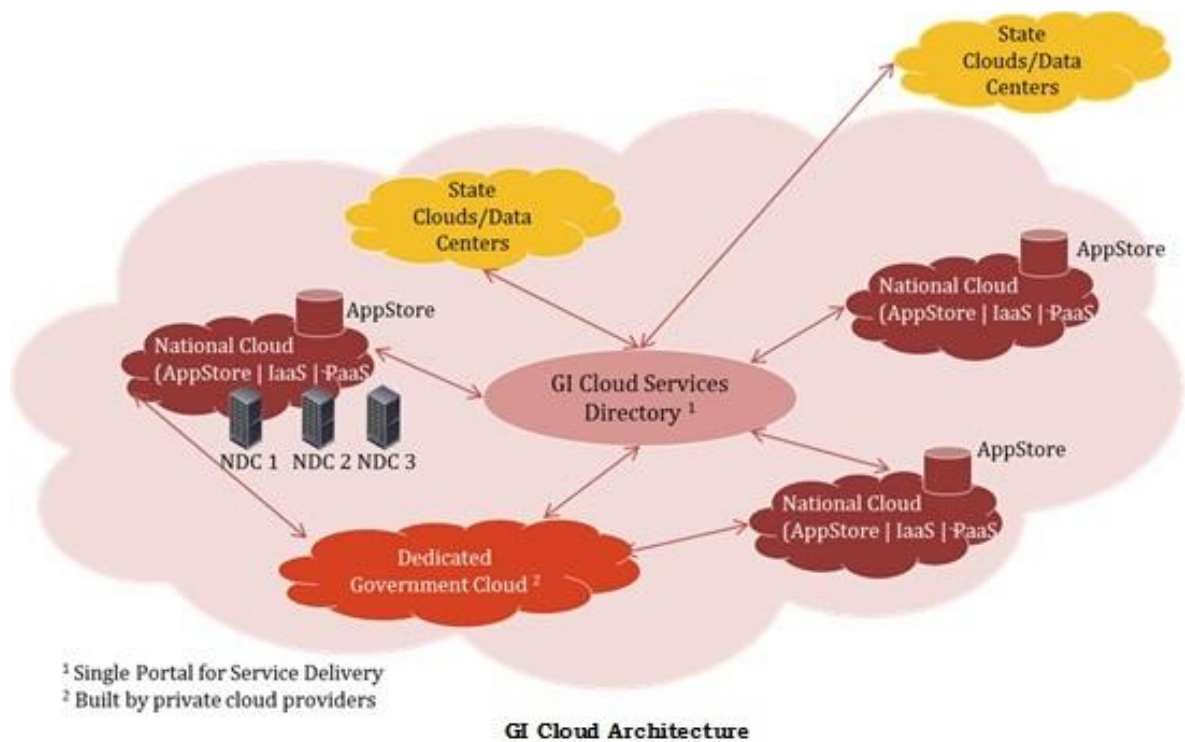 State
Clouds/Data
Centers
State
Clouds/Data
Centers
AppStore
National Cloud
(AppStore | IaaS | PaaS
AppStore
National Cloud
(AppStore | IaaS | PaaS
GI Cloud Services
Directory 1
NDC 1 NDC 2 NDC 3
AppStore
National Cloud
(AppStore | IaaS | PaaS
Dedicated
Government Cloud 2
1 Single Portal for Service Delivery
2 Built by private cloud providers
GI Cloud Architecture